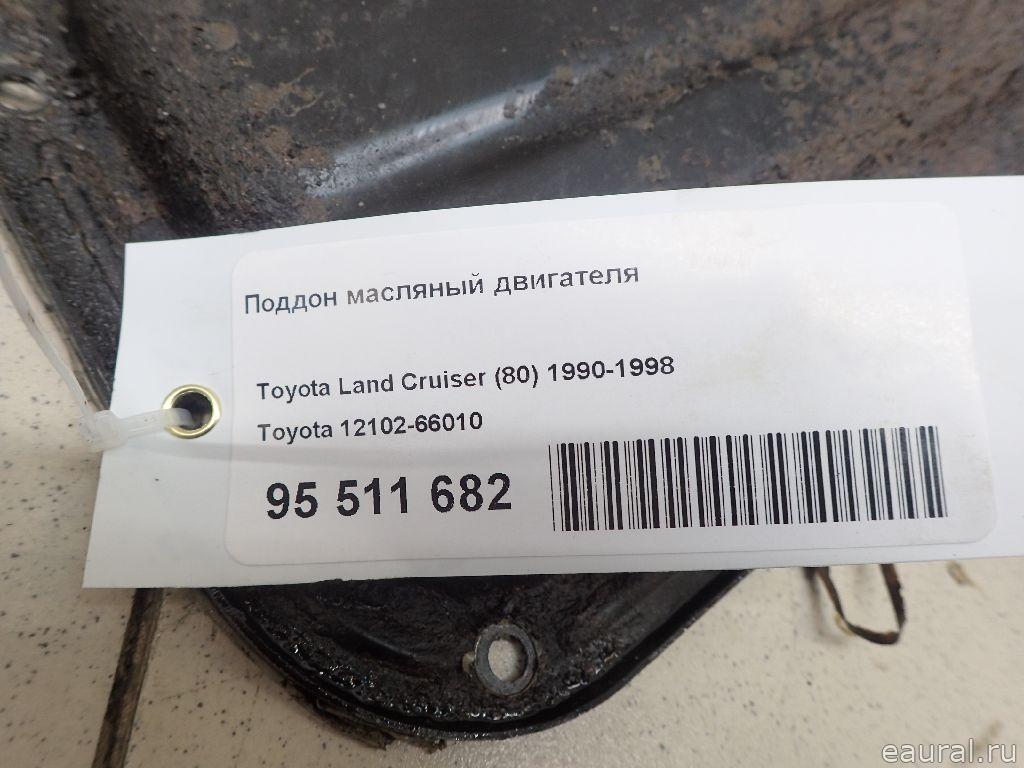 Поддон масляный двигателя
Toyota Land Cruiser (80) 1990-1998
Toyota 12102-66010
95 511 682
eaural.ru